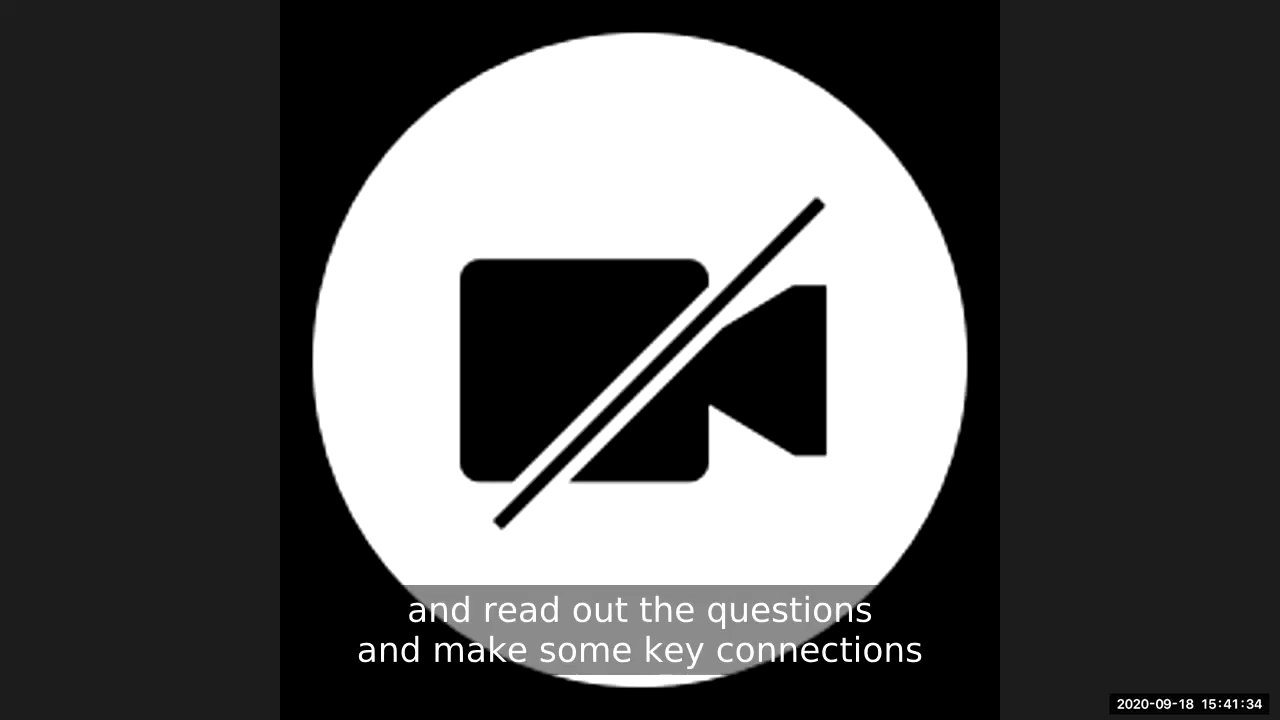 and read out the questions
and make some key connections
2020-09-18 15:41:34